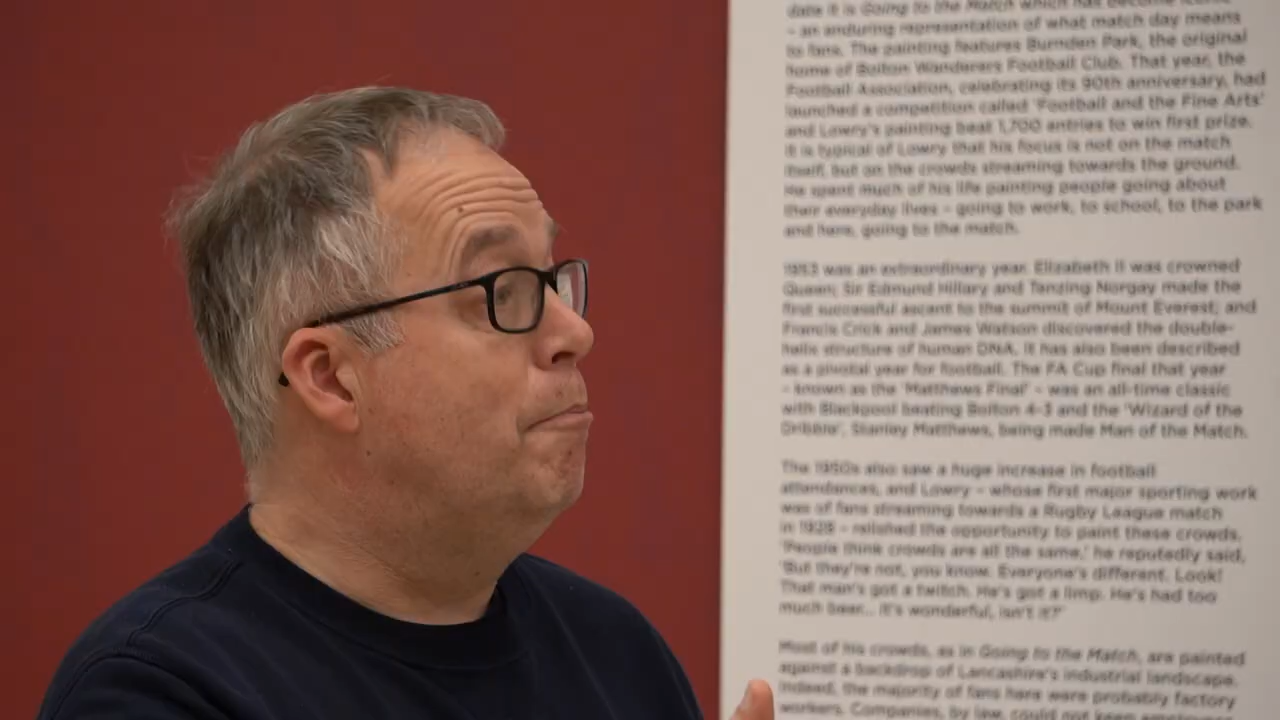 date it is Going to the Match which has become iconic
– an enduring representation of what match day means
to fans. The painting features Burnden Park, the original
home of Bolton Wanderers Football Club. That year, the
Football Association, celebrating its 90th anniversary, had
launched a competition called 'Football and the Fine Arts'
and Lowry's painting beat 1,700 entries to win first prize.
It is typical of Lowry that his focus is not on the match
itself, but on the crowds streaming towards the ground.
He spent much of his life painting people going about
their everyday lives – going to work, to school, to the park
and here, going to the match.
1953 was an extraordinary year. Elizabeth II was crowned
Queen; Sir Edmund Hillary and Tenzing Norgay made the
first successful ascent to the summit of Mount Everest; and
Francis Crick and James Watson discovered the double-
helix structure of human DNA. It has also been described
as a pivotal year for football. The FA Cup final that year
– known as the 'Matthews Final' – was an all-time classic
with Blackpool beating Bolton 4-3 and the 'Wizard of the
Dribble', Stanley Matthews, being made Man of the Match.
The 1950s also saw a huge increase in football
attendances, and Lowry – whose first major sporting work
was of fans streaming towards a Rugby League match
in 1928 – relished the opportunity to paint these crowds.
'People think crowds are all the same,' he reputedly said,
'But they're not, you know. Everyone's different. Look!
That man's got a twitch. He's got a limp. He's had too
much beer... It's wonderful, isn't it?'
Most of his crowds, as in Going to the Match, are painted
against a backdrop of Lancashire's industrial landscape.
Indeed, the majority of fans here were probably factory
workers. Companies, by law, could not keep